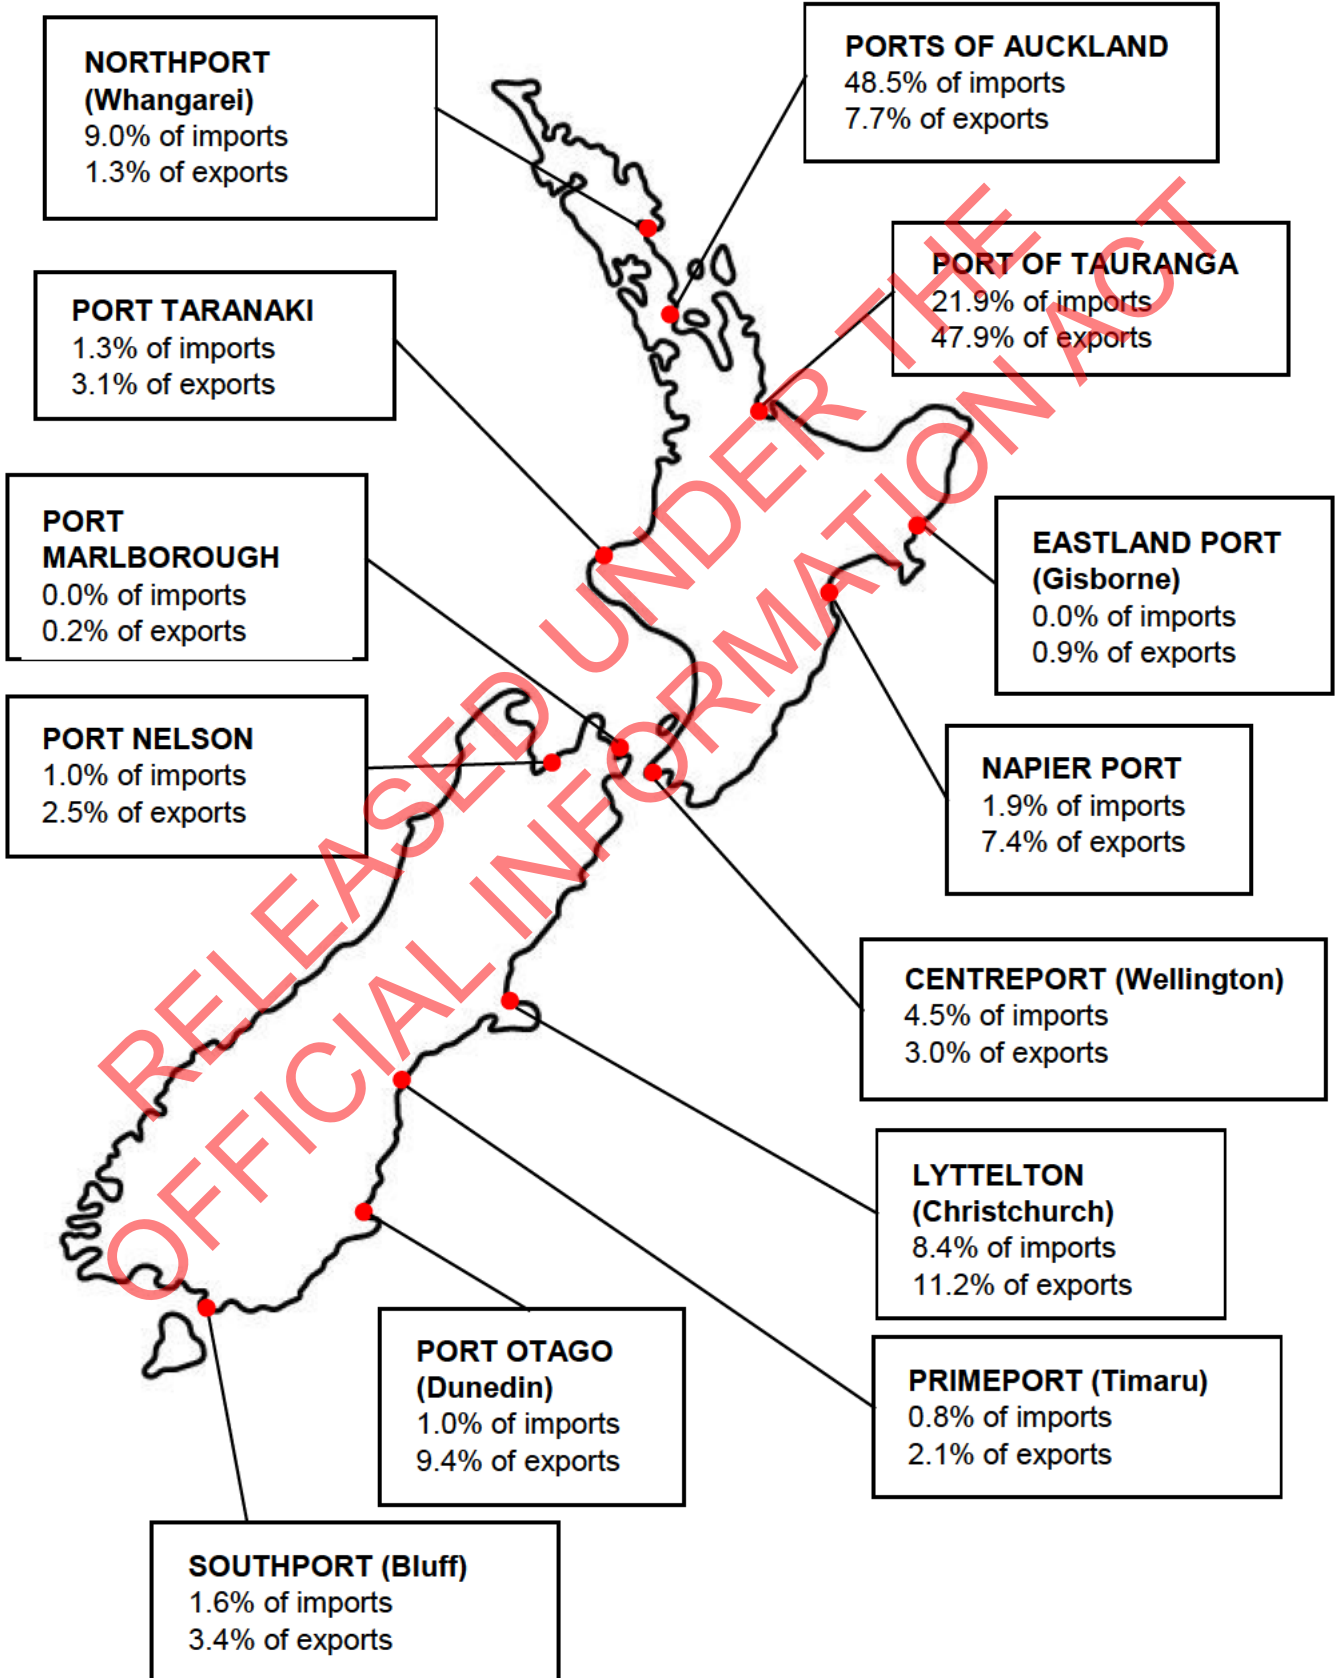 NORTHPORT
(Whangarei)
9.0% of imports
1.3% of exports
PORTS OF AUCKLAND
48.5% of imports
7.7% of exports
PORT OF TAURANGA
21.9% of imports
47.9% of exports
PORT TARANAKI
1.3% of imports
3.1% of exports
PORT
MARLBOROUGH
0.0% of imports
0.2% of exports
EASTLAND PORT
(Gisborne)
0.0% of imports
0.9% of exports
PORT NELSON
1.0% of imports
2.5% of exports
NAPIER PORT
1.9% of imports
7.4% of exports
CENTREPORT (Wellington)
4.5% of imports
3.0% of exports
LYTTELTON
(Christchurch)
8.4% of imports
11.2% of exports
PORT OTAGO
(Dunedin)
1.0% of imports
9.4% of exports
PRIMEPORT (Timaru)
0.8% of imports
2.1% of exports
SOUTHPORT (Bluff)
1.6% of imports
3.4% of exports
RELEASED UNDER THE
OFFICIAL INFORMATION ACT